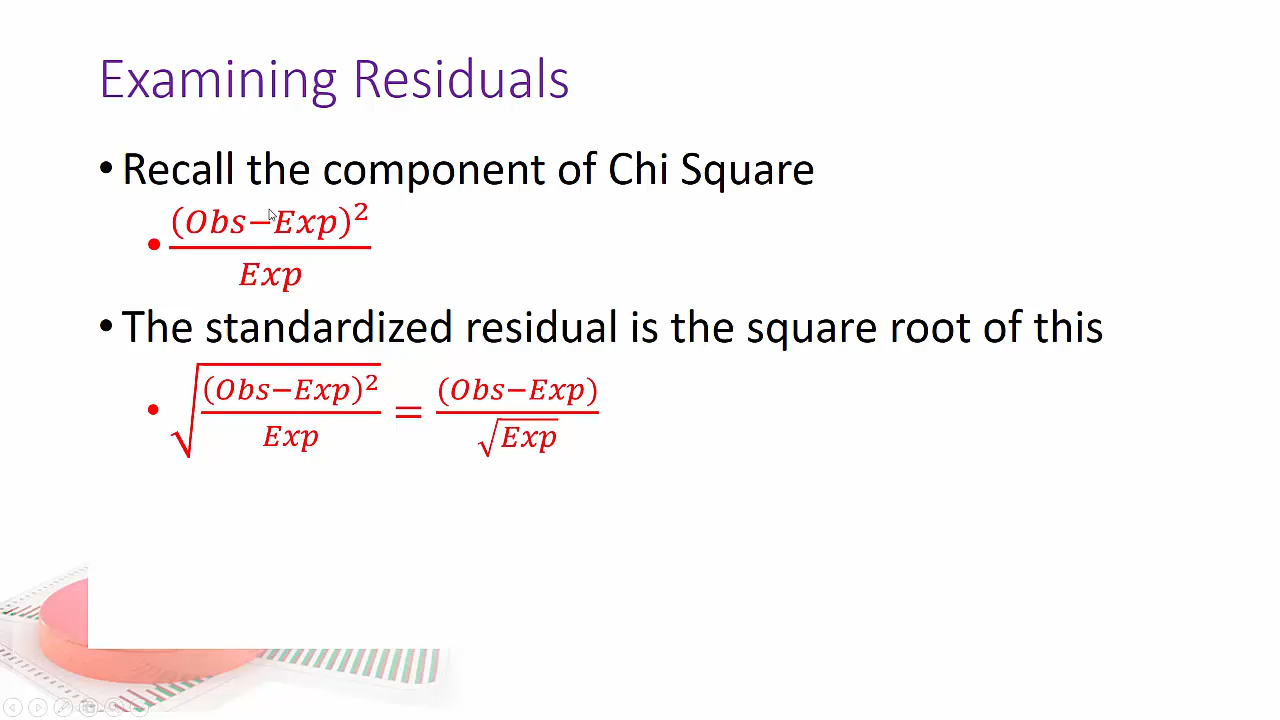 Examining Residuals
• Recall the component of Chi Square
• (Obs−Exp)² / Exp
• The standardized residual is the square root of this
• √((Obs−Exp)² / Exp) = (Obs−Exp) / √Exp